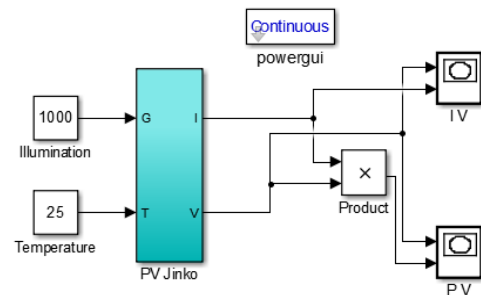 Continuous
powergui
1000
Illumination
G
I
I V
25
Temperature
T
V
PV Jinko
×
Product
P V